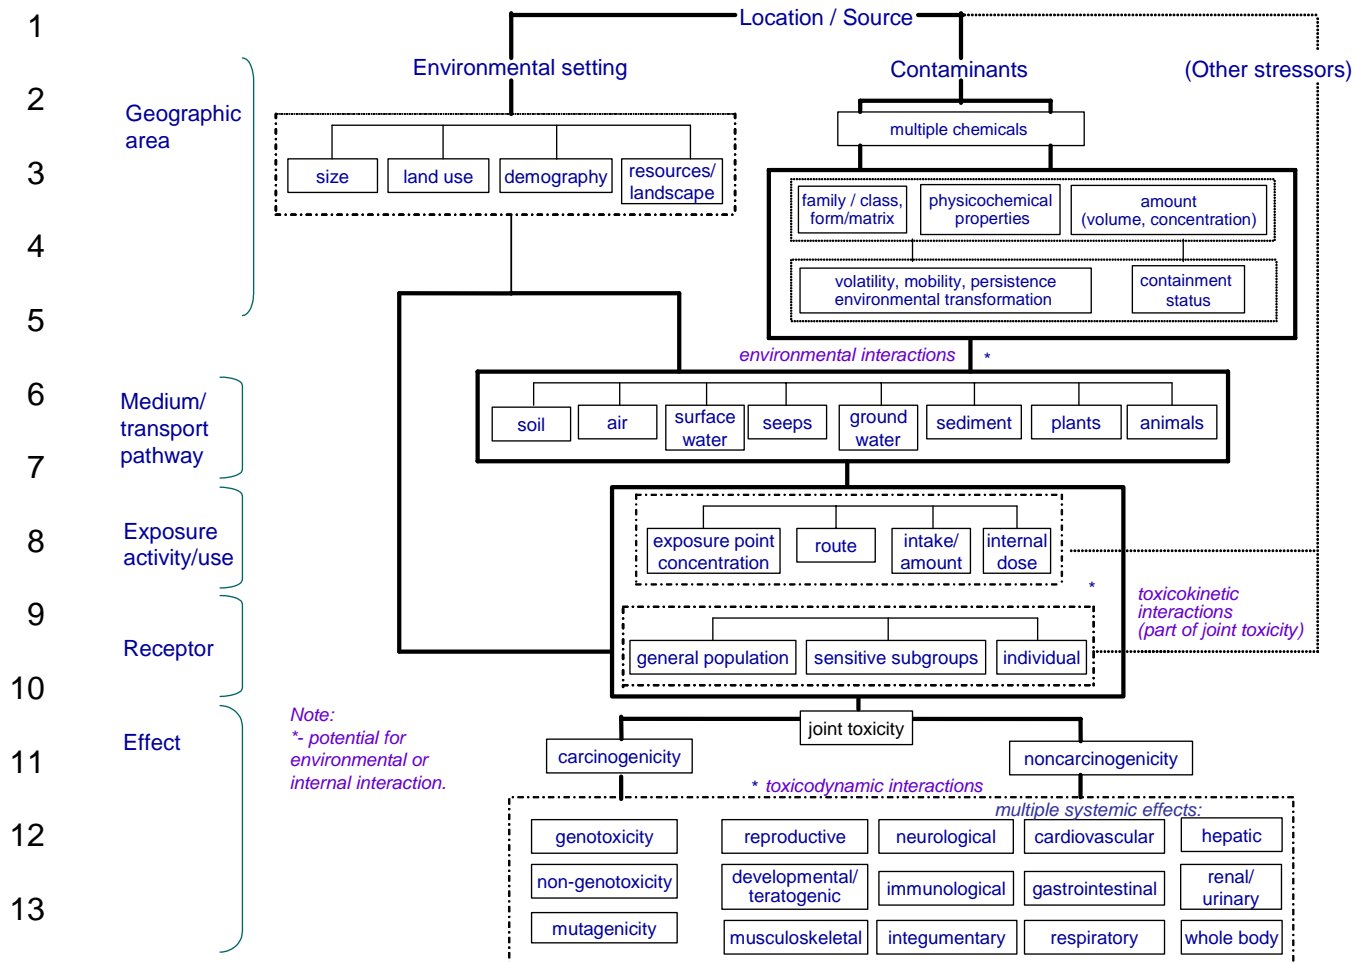 1
Location / Source
Environmental setting
Contaminants
(Other stressors)
2
Geographic
area
multiple chemicals
3
size
land use
demography
resources/
landscape
family / class,
form/matrix
physicochemical
properties
amount
(volume, concentration)
4
volatility, mobility, persistence
environmental transformation
containment
status
5
environmental interactions *
6
Medium/
transport
pathway
soil
air
surface
water
seeps
ground
water
sediment
plants
animals
7
8
Exposure
activity/use
exposure point
concentration
route
intake/
amount
internal
dose
*
toxicokinetic
interactions
(part of joint toxicity)
9
Receptor
general population
sensitive subgroups
individual
10
Note:
*- potential for
environmental or
internal interaction.
Effect
joint toxicity
11
carcinogenicity
noncarcinogenicity
* toxicodynamic interactions
multiple systemic effects:
12
genotoxicity
reproductive
neurological
cardiovascular
hepatic
non-genotoxicity
developmental/
teratogenic
immunological
gastrointestinal
renal/
urinary
13
mutagenicity
musculoskeletal
integumentary
respiratory
whole body